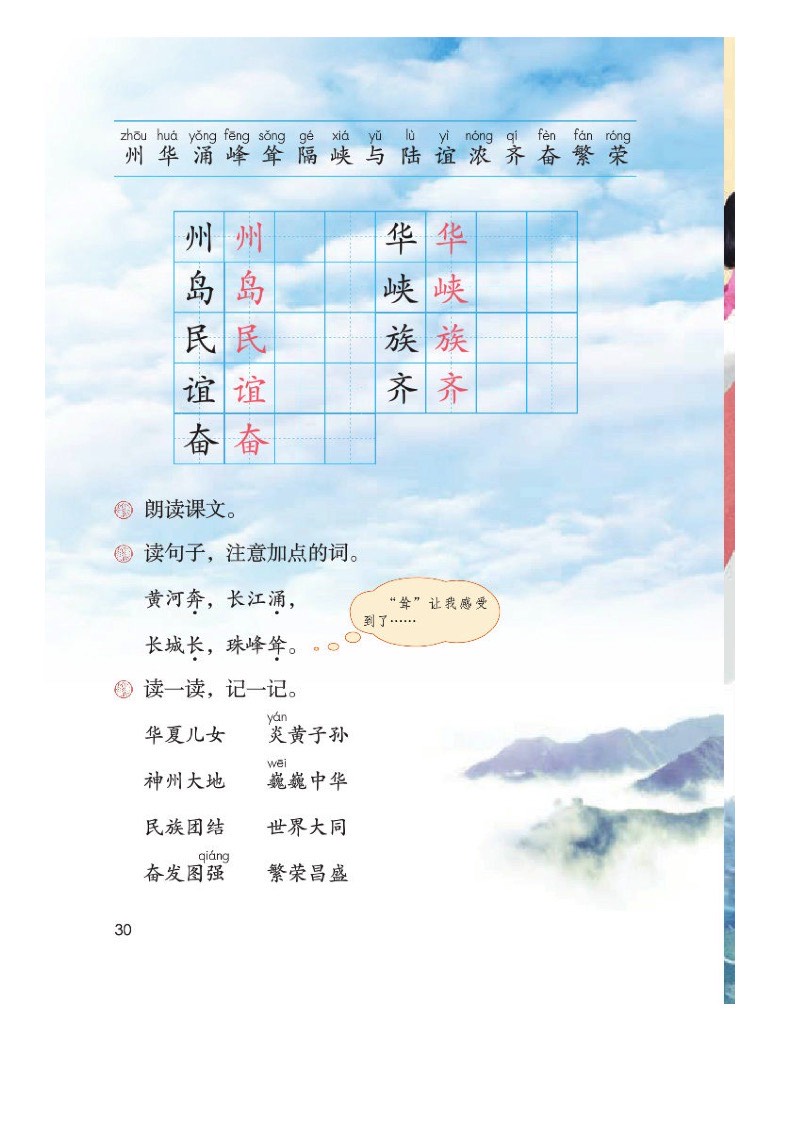 zhōu huá yǒng fēng sǒng gé xiá yǔ lù yì nóng qí fèn fán róng
州 华 涌 峰 耸 隔 峡 与 陆 谊 浓 齐 奋 繁 荣
州 州 华 华
岛 岛 峡 峡
民 民 族 族
谊 谊 齐 齐
奋 奋
朗读课文。
读句子，注意加点的词。
黄河奔，长江涌，
长城长，珠峰耸。
“耸”让我感受
到了……
读一读，记一记。
yán
华夏儿女 炎黄子孙
wēi
神州大地 巍巍中华
民族团结 世界大同
qiáng
奋发图强 繁荣昌盛
30